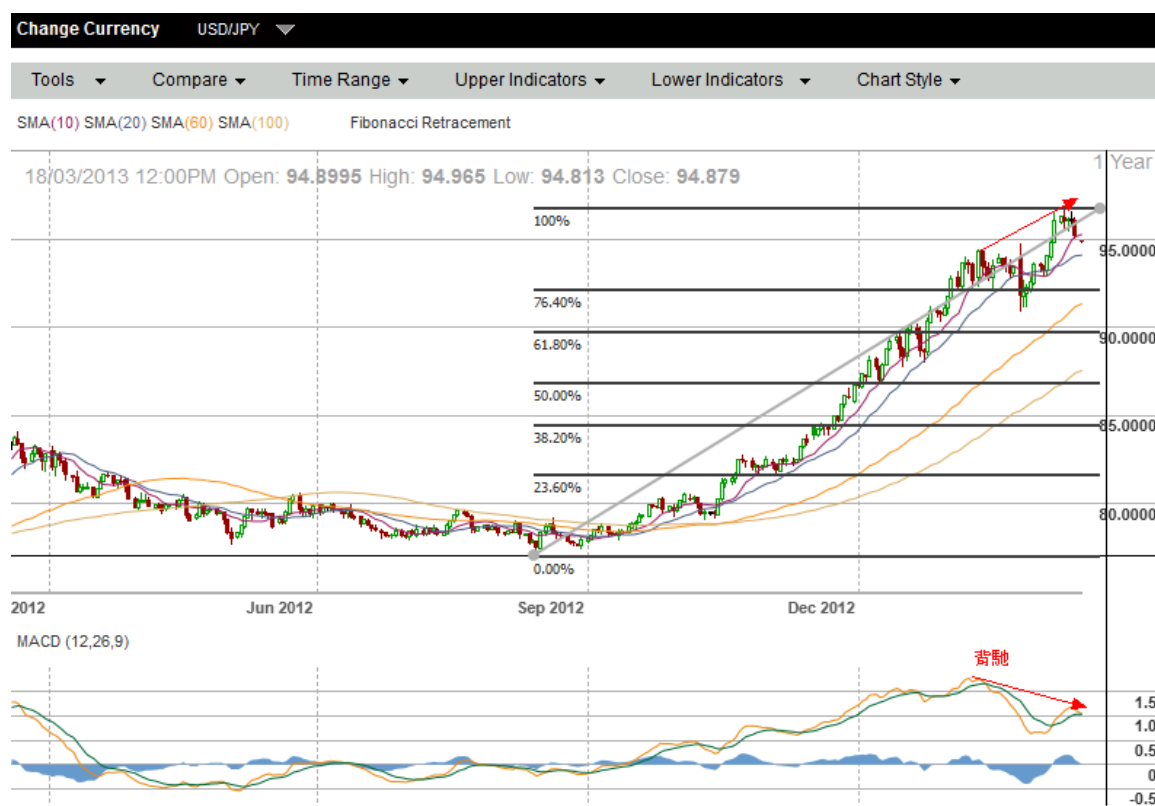 Change Currency USD/JPY
Tools Compare Time Range Upper Indicators Lower Indicators Chart Style
SMA(10) SMA(20) SMA(60) SMA(100) Fibonacci Retracement
1 Year
18/03/2013 12:00PM Open: 94.8995 High: 94.965 Low: 94.813 Close: 94.879
100%
95.0000
76.40%
90.0000
61.80%
50.00%
85.0000
38.20%
23.60%
80.0000
0.00%
2012 Jun 2012 Sep 2012 Dec 2012
MACD (12,26,9)
背馳
1.5
1.0
0.5
0
-0.5